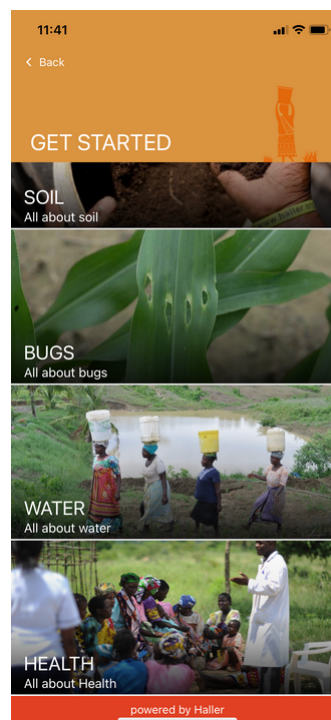 11:41
Back
GET STARTED
SOIL
All about soil
BUGS
All about bugs
WATER
All about water
HEALTH
All about Health
powered by Haller